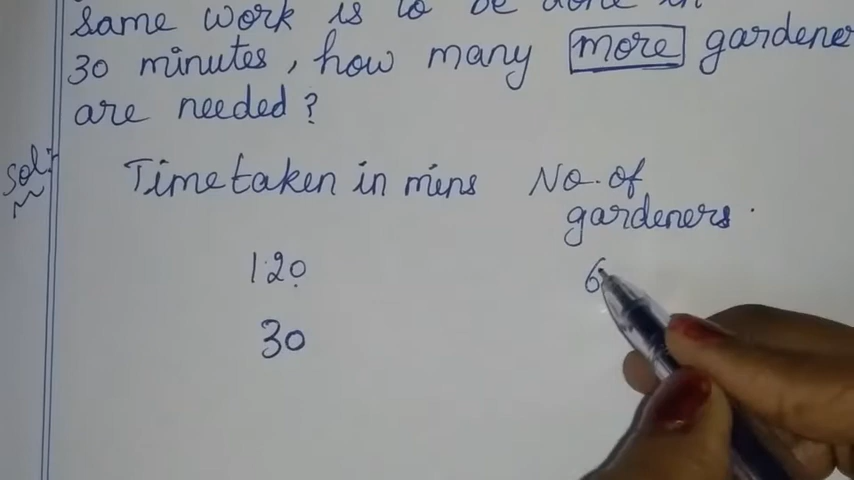 same work is to be done in
30 minutes, how many more gardener
are needed?
Sol:
Time taken in mins No. of
gardeners.
120 6
30